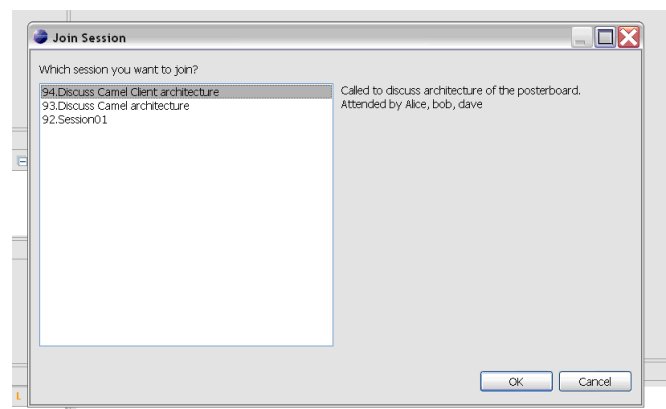 Join Session
Which session you want to join?
94.Discuss Camel Client architecture
93.Discuss Camel architecture
92.Session01
Called to discuss architecture of the posterboard.
Attended by Alice, bob, dave
OK
Cancel
L